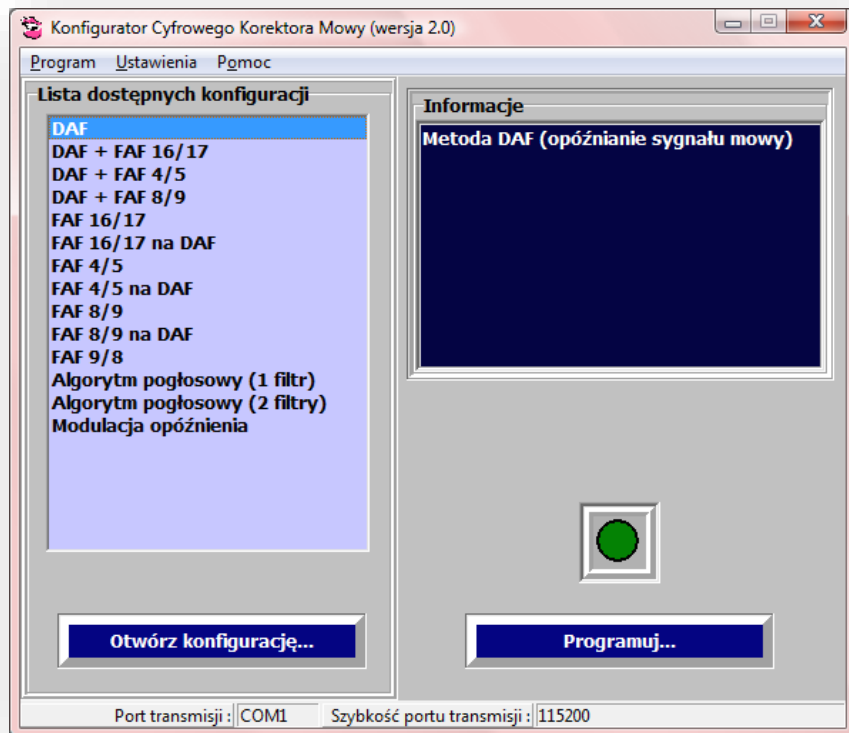 Konfigurator Cyfrowego Korektora Mowy (wersja 2.0)
Program Ustawienia Pomoc
Lista dostępnych konfiguracji
DAF
DAF + FAF 16/17
DAF + FAF 4/5
DAF + FAF 8/9
FAF 16/17
FAF 16/17 na DAF
FAF 4/5
FAF 4/5 na DAF
FAF 8/9
FAF 8/9 na DAF
FAF 9/8
Algorytm pogłosowy (1 filtr)
Algorytm pogłosowy (2 filtry)
Modulacja opóźnienia
Otwórz konfigurację...
Informacje
Metoda DAF (opóźnianie sygnału mowy)
Programuj...
Port transmisji : COM1 Szybkość portu transmisji : 115200